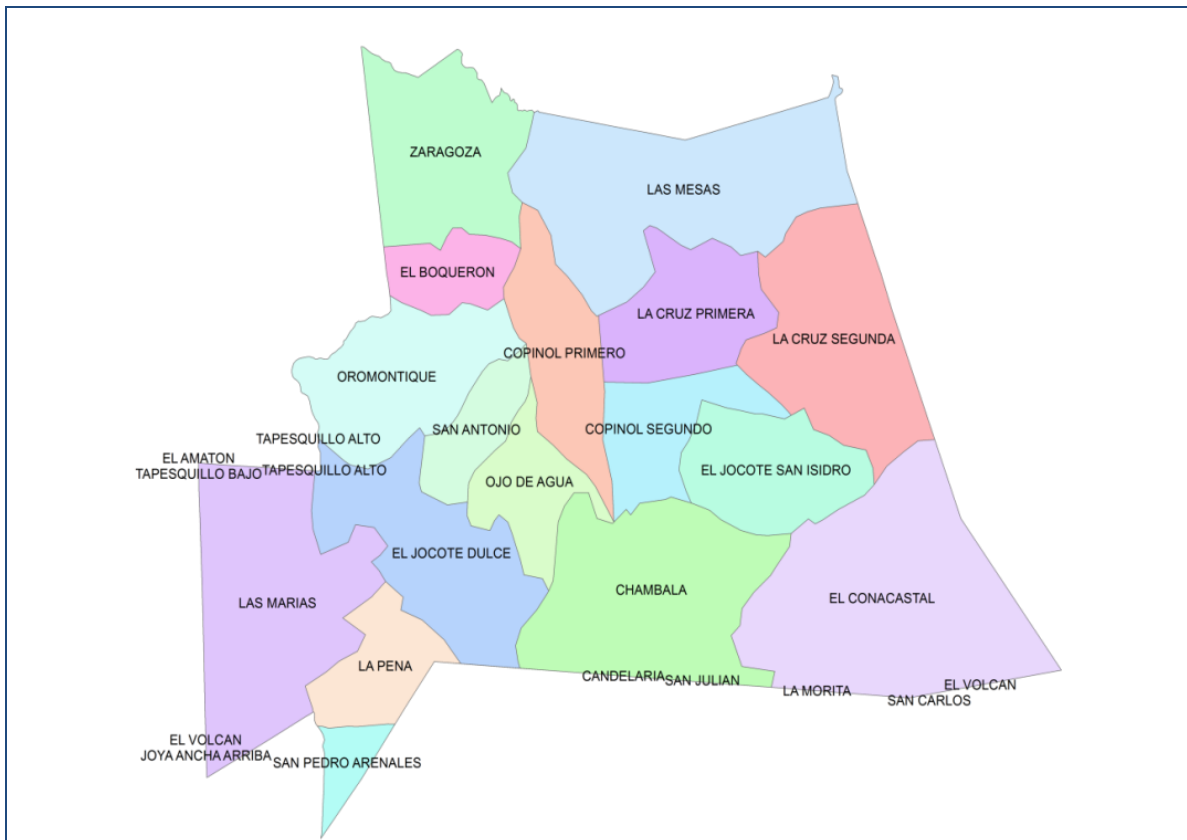 ZARAGOZA
LAS MESAS
EL BOQUERON
LA CRUZ PRIMERA
LA CRUZ SEGUNDA
COPINOL PRIMERO
OROMONTIQUE
SAN ANTONIO
COPINOL SEGUNDO
TAPESQUILLO ALTO
EL AMATON
TAPESQUILLO BAJO
TAPESQUILLO ALTO
EL JOCOTE SAN ISIDRO
OJO DE AGUA
EL JOCOTE DULCE
CHAMBALA
LAS MARIAS
EL CONACASTAL
LA PENA
CANDELARIA
SAN JULIAN
LA MORITA
EL VOLCAN
SAN CARLOS
EL VOLCAN
JOYA ANCHA ARRIBA
SAN PEDRO ARENALES